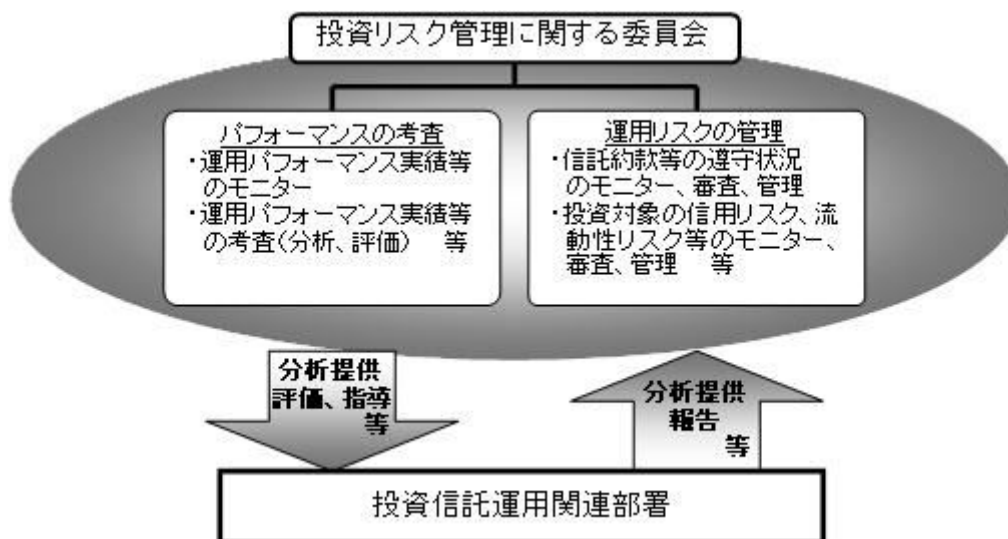 投資リスク管理に関する委員会
パフォーマンスの考査
・運用パフォーマンス実績等
のモニター
・運用パフォーマンス実績等
の考査(分析、評価) 等
運用リスクの管理
・信託約款等の遵守状況
のモニター、審査、管理
・投資対象の信用リスク、流
動性リスク等のモニター、
審査、管理 等
分析提供
評価、指導
等
分析提供
報告
等
投資信託運用関連部署